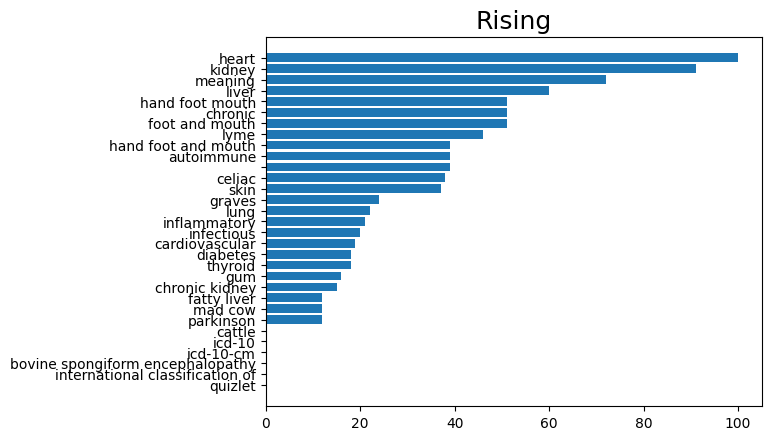 Rising
heart
kidney
meaning
liver
hand foot mouth
chronic
foot and mouth
lyme
hand foot and mouth
autoimmune
celiac
skin
graves
lung
inflammatory
infectious
cardiovascular
diabetes
thyroid
gum
chronic kidney
fatty liver
mad cow
parkinson
cattle
icd-10
icd-10-cm
bovine spongiform encephalopathy
international classification of
quizlet
0 20 40 60 80 100